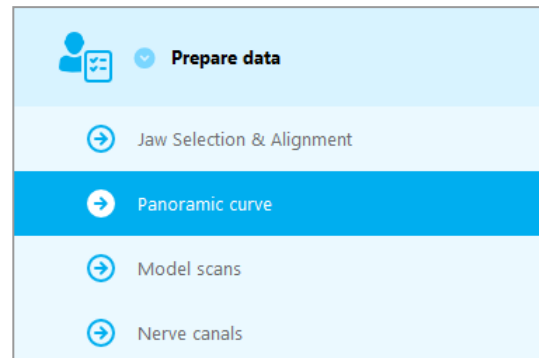 Prepare data
Jaw Selection & Alignment
Panoramic curve
Model scans
Nerve canals